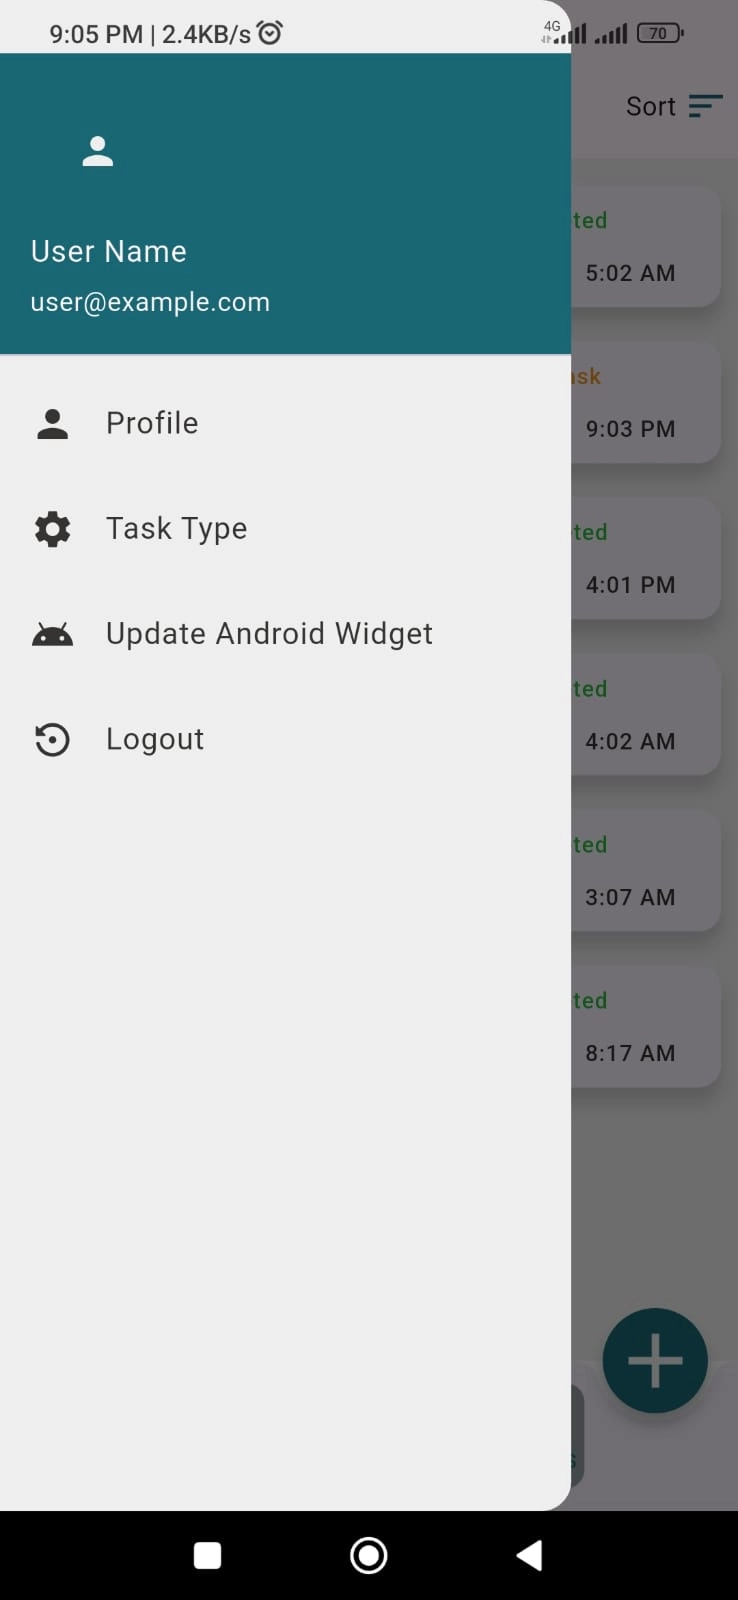 9:05 PM | 2.4KB/s
4G
70
Sort
User Name
user@example.com
Profile
Task Type
Update Android Widget
Logout
ted
5:02 AM
sk
9:03 PM
ted
4:01 PM
ted
4:02 AM
ted
3:07 AM
ted
8:17 AM
s